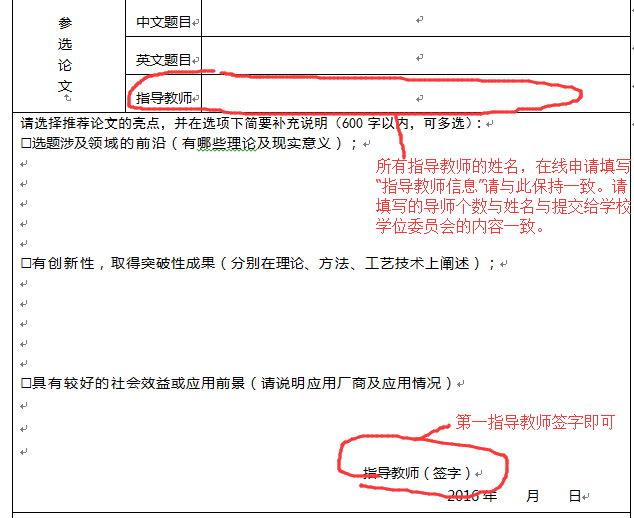 参
选
论
文
中文题目
英文题目
指导教师
请选择推荐论文的亮点，并在选项下简要补充说明（600 字以内，可多选）：
□选题涉及领域的前沿（有哪些理论及现实意义）；
所有指导教师的姓名，在线申请填写
“指导教师信息”请与此保持一致。请
填写的导师个数与姓名与提交给学校
学位委员会的内容一致。
□有创新性，取得突破性成果（分别在理论、方法、工艺技术上阐述）；
□具有较好的社会效益或应用前景（请说明应用厂商及应用情况）
第一指导教师签字即可
指导教师（签字）
2016 年 月 日